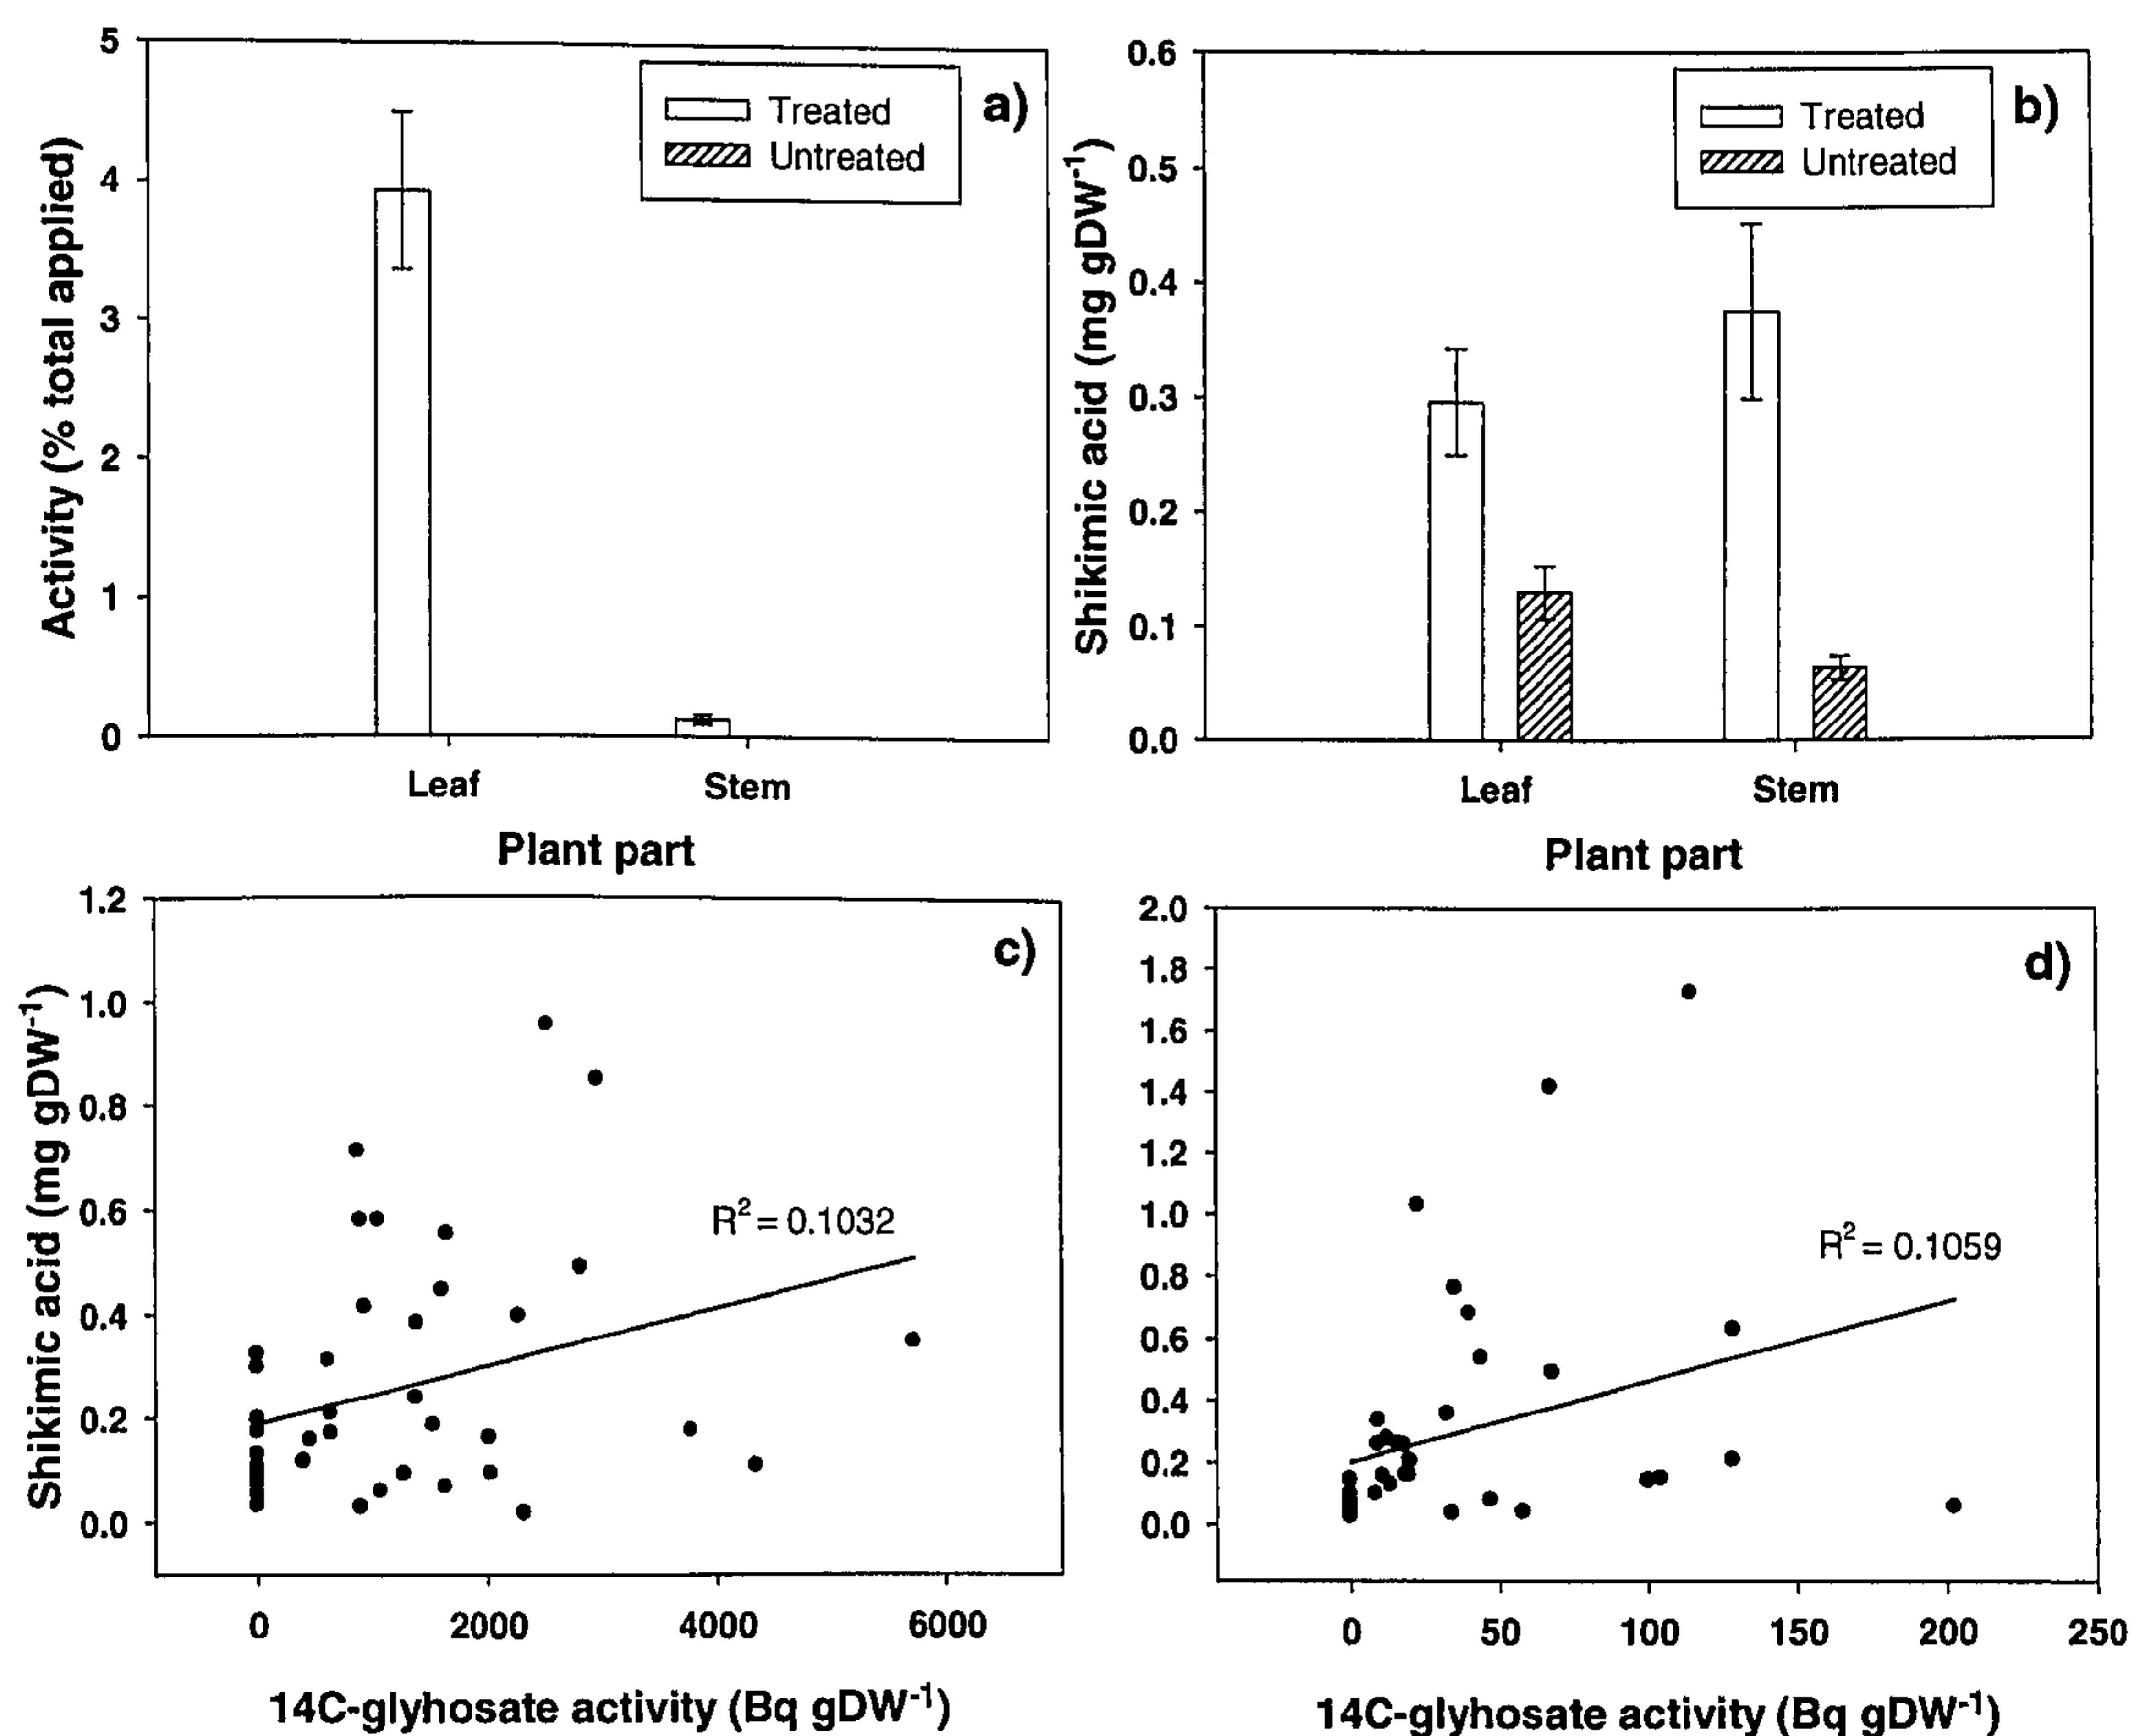 5
4
3
2
1
0
Activity (% total applied)
Treated
Untreated
a)
Leaf
Stem
Plant part
0.6
0.5
0.4
0.3
0.2
0.1
0.0
Shikimic acid (mg gDW⁻¹)
Treated
Untreated
b)
Leaf
Stem
Plant part
1.2
1.0
0.8
0.6
0.4
0.2
0.0
Shikimic acid (mg gDW⁻¹)
c)
R² = 0.1032
0 2000 4000 6000
14C-glyhosate activity (Bq gDW⁻¹)
2.0
1.8
1.6
1.4
1.2
1.0
0.8
0.6
0.4
0.2
0.0
d)
R² = 0.1059
0 50 100 150 200 250
14C-glyhosate activity (Bq gDW⁻¹)